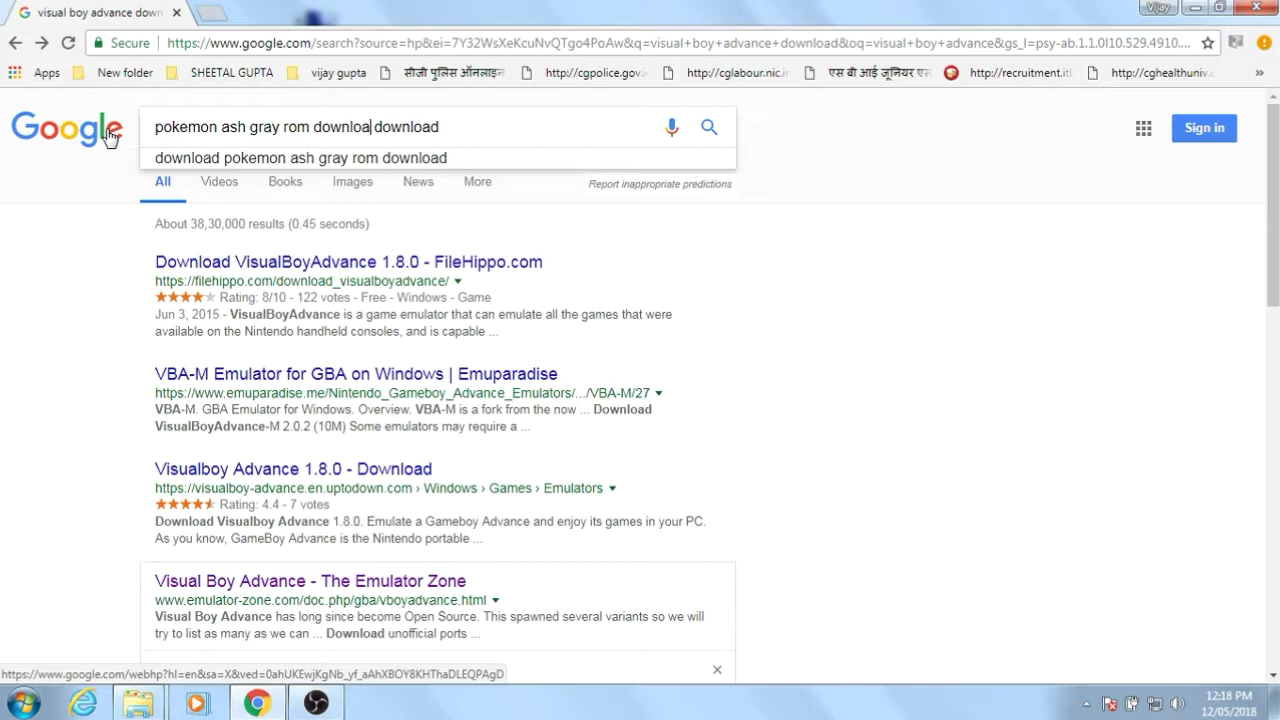 visual boy advance down
Vijay
Secure
https://www.google.com/search?source=hp&ei=7Y32WsXeKcuNvQTgo4PoAw&q=visual+boy+advance+download&oq=visual+boy+advance&gs_l=psy-ab.1.1.0l10.529.4910....
Apps
New folder
SHEETAL GUPTA
vijay gupta
सीजी पुलिस ऑनलाइन
http://cgpolice.gov.i
http://cglabour.nic.ir
एस बी आई जूनियर एस
http://recruitment.itl
http://cghealthuniv.c
»
Google
pokemon ash gray rom downloa download
download pokemon ash gray rom download
Sign in
All
Videos
Books
Images
News
More
Report inappropriate predictions
About 38,30,000 results (0.45 seconds)
Download VisualBoyAdvance 1.8.0 - FileHippo.com
https://filehippo.com/download_visualboyadvance/
Rating: 8/10 - 122 votes - Free - Windows - Game
Jun 3, 2015 - VisualBoyAdvance is a game emulator that can emulate all the games that were
available on the Nintendo handheld consoles, and is capable ...
VBA-M Emulator for GBA on Windows | Emuparadise
https://www.emuparadise.me/Nintendo_Gameboy_Advance_Emulators/.../VBA-M/27
VBA-M. GBA Emulator for Windows. Overview. VBA-M is a fork from the now ... Download
VisualBoyAdvance-M 2.0.2 (10M) Some emulators may require a ...
Visualboy Advance 1.8.0 - Download
https://visualboy-advance.en.uptodown.com › Windows › Games › Emulators
Rating: 4.4 - 7 votes
Download Visualboy Advance 1.8.0. Emulate a Gameboy Advance and enjoy its games in your PC.
As you know, GameBoy Advance is the Nintendo portable ...
Visual Boy Advance - The Emulator Zone
www.emulator-zone.com/doc.php/gba/vboyadvance.html
Visual Boy Advance has long since become Open Source. This spawned several variants so we will
try to list as many as we can ... Download unofficial ports ...
https://www.google.com/webhp?hl=en&sa=X&ved=0ahUKEwjKgNb_yf_aAhXBOY8KHThaDLEQPAgD
12:18 PM
12/05/2018